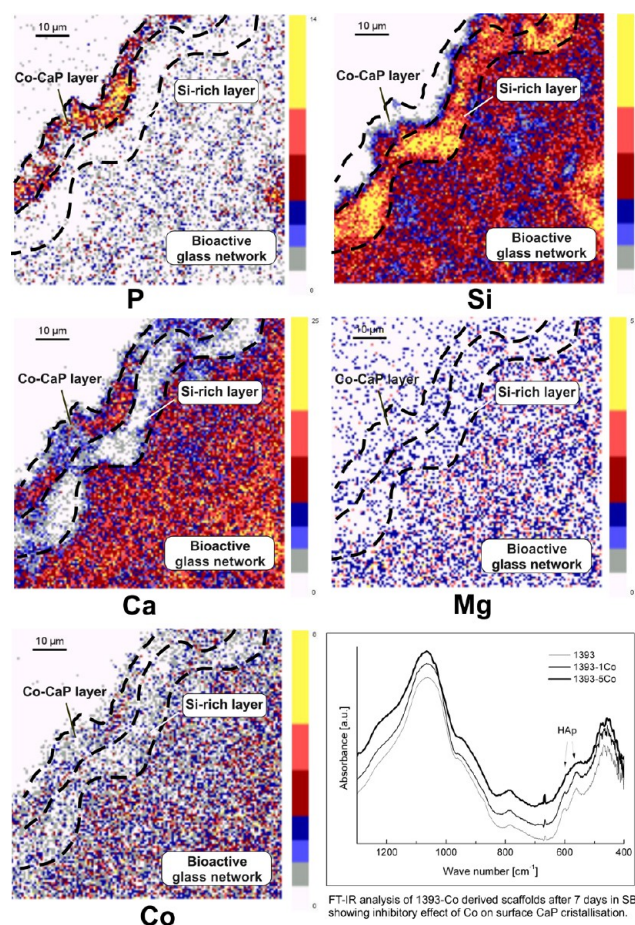 10 µm
14
Co-CaP layer
Si-rich layer
Bioactive
glass network
0
P
10 µm
Co-CaP layer
Si-rich layer
Bioactive
glass network
Si
10 µm
25
Co-CaP layer
Si-rich layer
Bioactive
glass network
0
Ca
5
Co-CaP layer
Si-rich layer
Bioactive
glass network
0
Mg
10 µm
Co-CaP layer
Si-rich layer
Bioactive
glass network
0
Co
1393
1393-1Co
1393-5Co
HAp
Absorbance [a.u.]
1200 1000 800 600 400
Wave number [cm⁻¹]
FT-IR analysis of 1393-Co derived scaffolds after 7 days in SB
showing inhibitory effect of Co on surface CaP cristallisation.